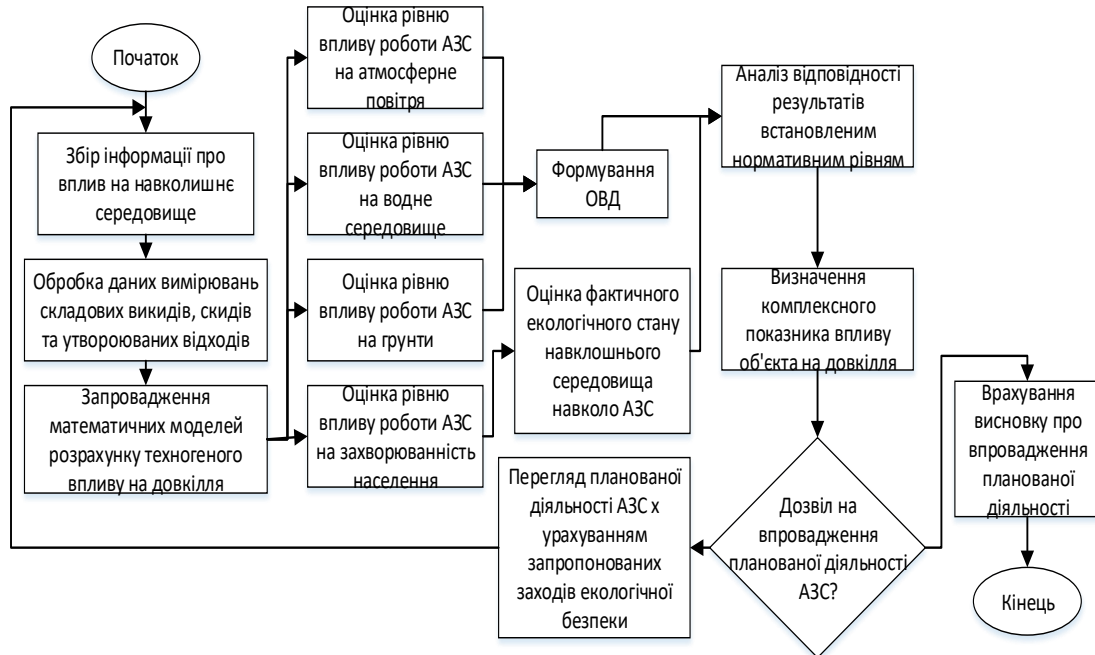 Початок
Збір інформації про
вплив на навколишнє
середовище
Обробка даних вимірювань
складових викидів, скидів
та утвороюваних відходів
Запровадження
математичних моделей
розрахунку техногеного
впливу на довкілля
Оцінка рівню
впливу роботи АЗС
на атмосферне
повітря
Оцінка рівню
впливу роботи АЗС
на водне
середовище
Оцінка рівню
впливу роботи АЗС
на грунти
Оцінка рівню
впливу роботи АЗС
на захворюванність
населення
Формування
ОВД
Оцінка фактичного
екологічного стану
навклошнього
середовища
навколо АЗС
Аналіз відповідності
результатів
встановленим
нормативним рівням
Визначення
комплексного
показника впливу
об'єкта на довкілля
Дозвіл на
впровадження
планованої діяльності
АЗС?
Перегляд планованої
діяльності АЗС х
урахуванням
запропонованих
заходів екологічної
безпеки
Врахування
висновку про
впровадження
планованої
діяльності
Кінець